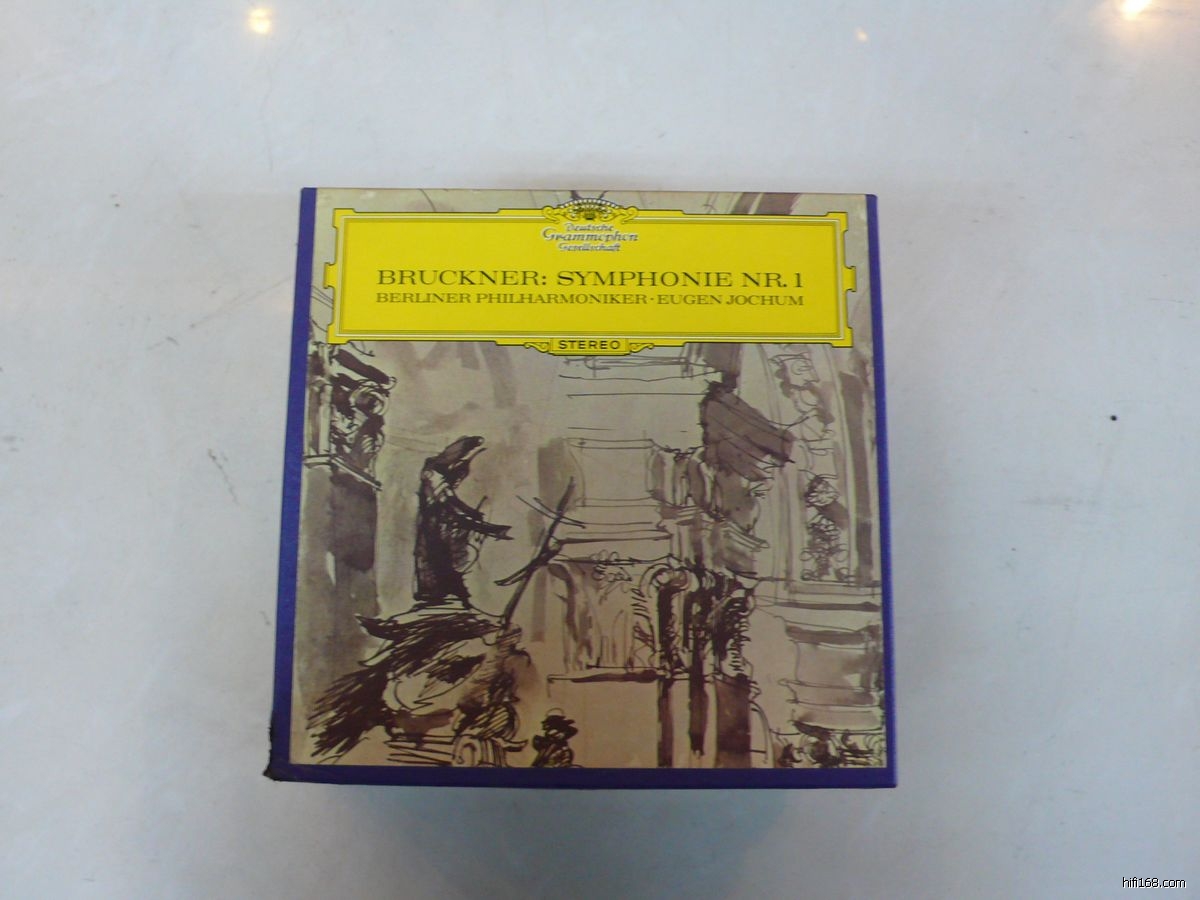 Deutsche
Grammophon
Gesellschaft
BRUCKNER: SYMPHONIE NR. 1
BERLINER PHILHARMONIKER · EUGEN JOCHUM
STEREO
hifi168.com